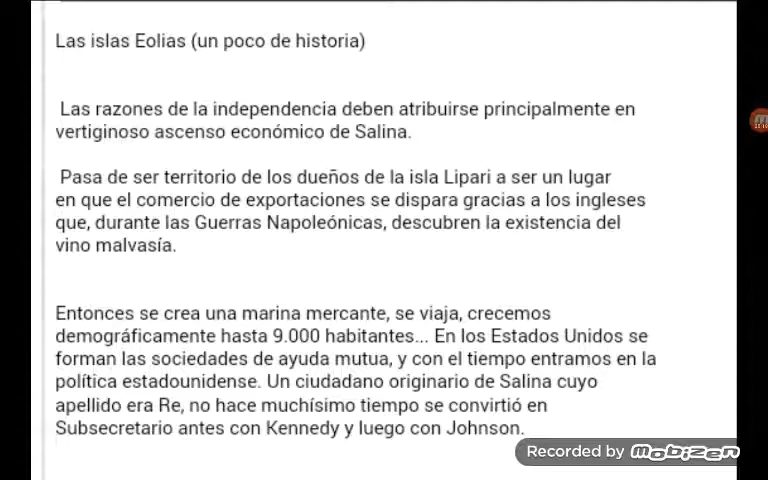 Las islas Eolias (un poco de historia)
Las razones de la independencia deben atribuirse principalmente en
vertiginoso ascenso económico de Salina.
Pasa de ser territorio de los dueños de la isla Lipari a ser un lugar
en que el comercio de exportaciones se dispara gracias a los ingleses
que, durante las Guerras Napoleónicas, descubren la existencia del
vino malvasía.
Entonces se crea una marina mercante, se viaja, crecemos
demográficamente hasta 9.000 habitantes... En los Estados Unidos se
forman las sociedades de ayuda mutua, y con el tiempo entramos en la
política estadounidense. Un ciudadano originario de Salina cuyo
apellido era Re, no hace muchísimo tiempo se convirtió en
Subsecretario antes con Kennedy y luego con Johnson.
Recorded by mobizen